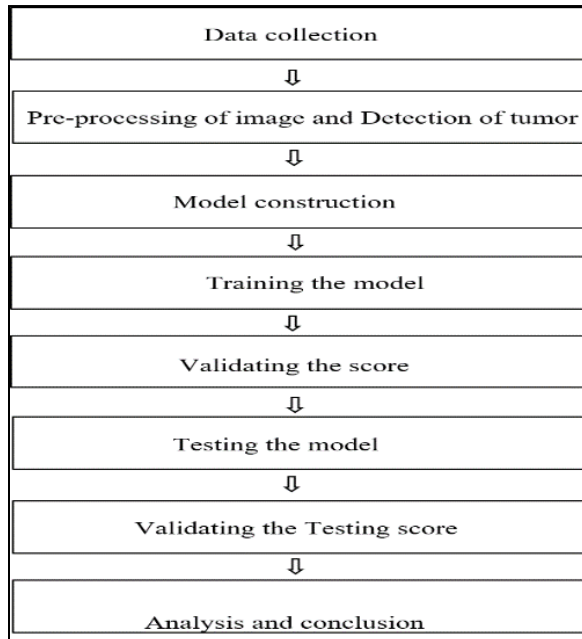 Data collection
Pre-processing of image and Detection of tumor
Model construction
Training the model
Validating the score
Testing the model
Validating the Testing score
Analysis and conclusion